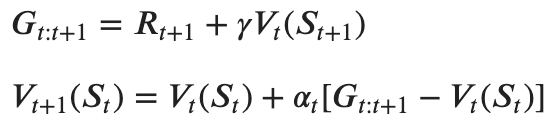 G_{t:t+1} = R_{t+1} + γV_t(S_{t+1})
V_{t+1}(S_t) = V_t(S_t) + α_t[G_{t:t+1} − V_t(S_t)]